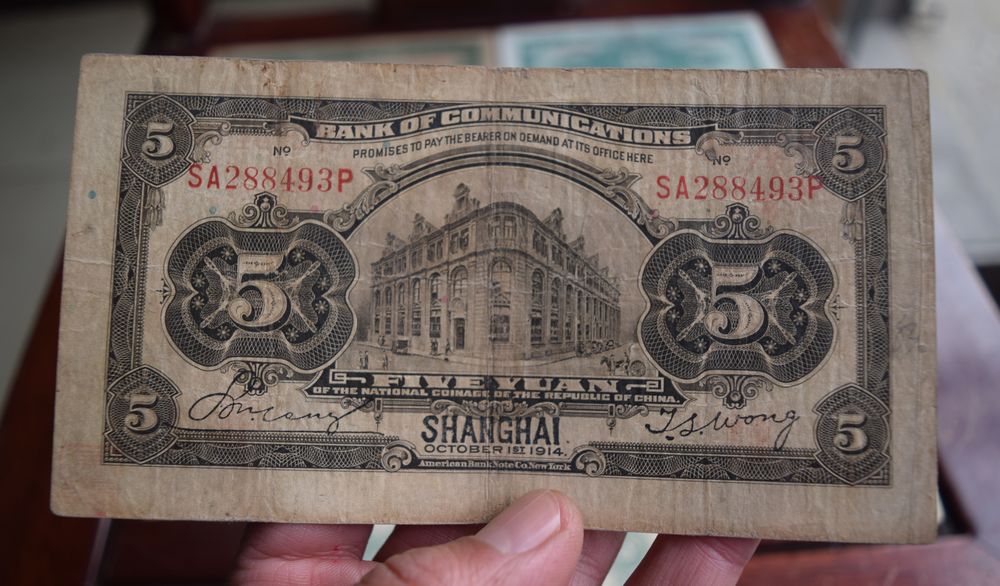 5 BANK OF COMMUNICATIONS 5
PROMISES TO PAY THE BEARER ON DEMAND AT ITS OFFICE HERE
Nº Nº
SA288493P SA288493P
5 5
FIVE YUAN
OF THE NATIONAL COINAGE OF THE REPUBLIC OF CHINA
5 T.S. Wong 5
SHANGHAI.
OCTOBER 1ST 1914.
American Bank Note Co. New York